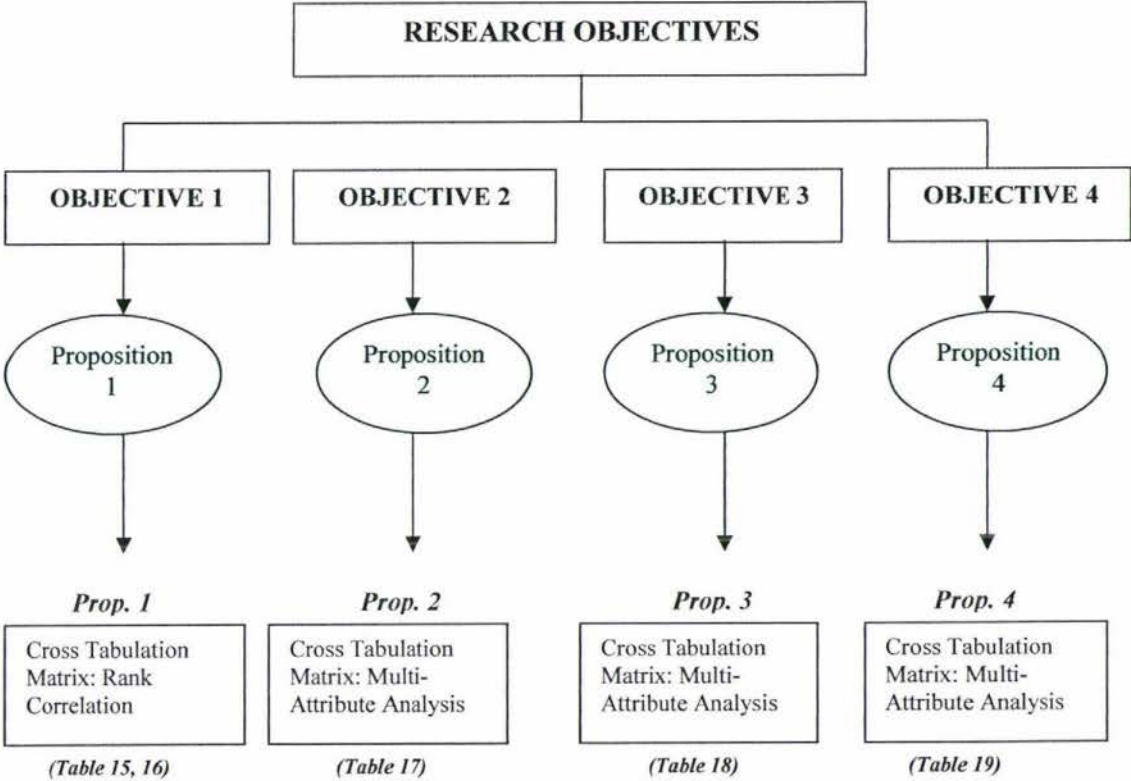 RESEARCH OBJECTIVES
OBJECTIVE 1
OBJECTIVE 2
OBJECTIVE 3
OBJECTIVE 4
Proposition
1
Proposition
2
Proposition
3
Proposition
4
Prop. 1
Cross Tabulation
Matrix: Rank
Correlation
(Table 15, 16)
Prop. 2
Cross Tabulation
Matrix: Multi-
Attribute Analysis
(Table 17)
Prop. 3
Cross Tabulation
Matrix: Multi-
Attribute Analysis
(Table 18)
Prop. 4
Cross Tabulation
Matrix: Multi-
Attribute Analysis
(Table 19)